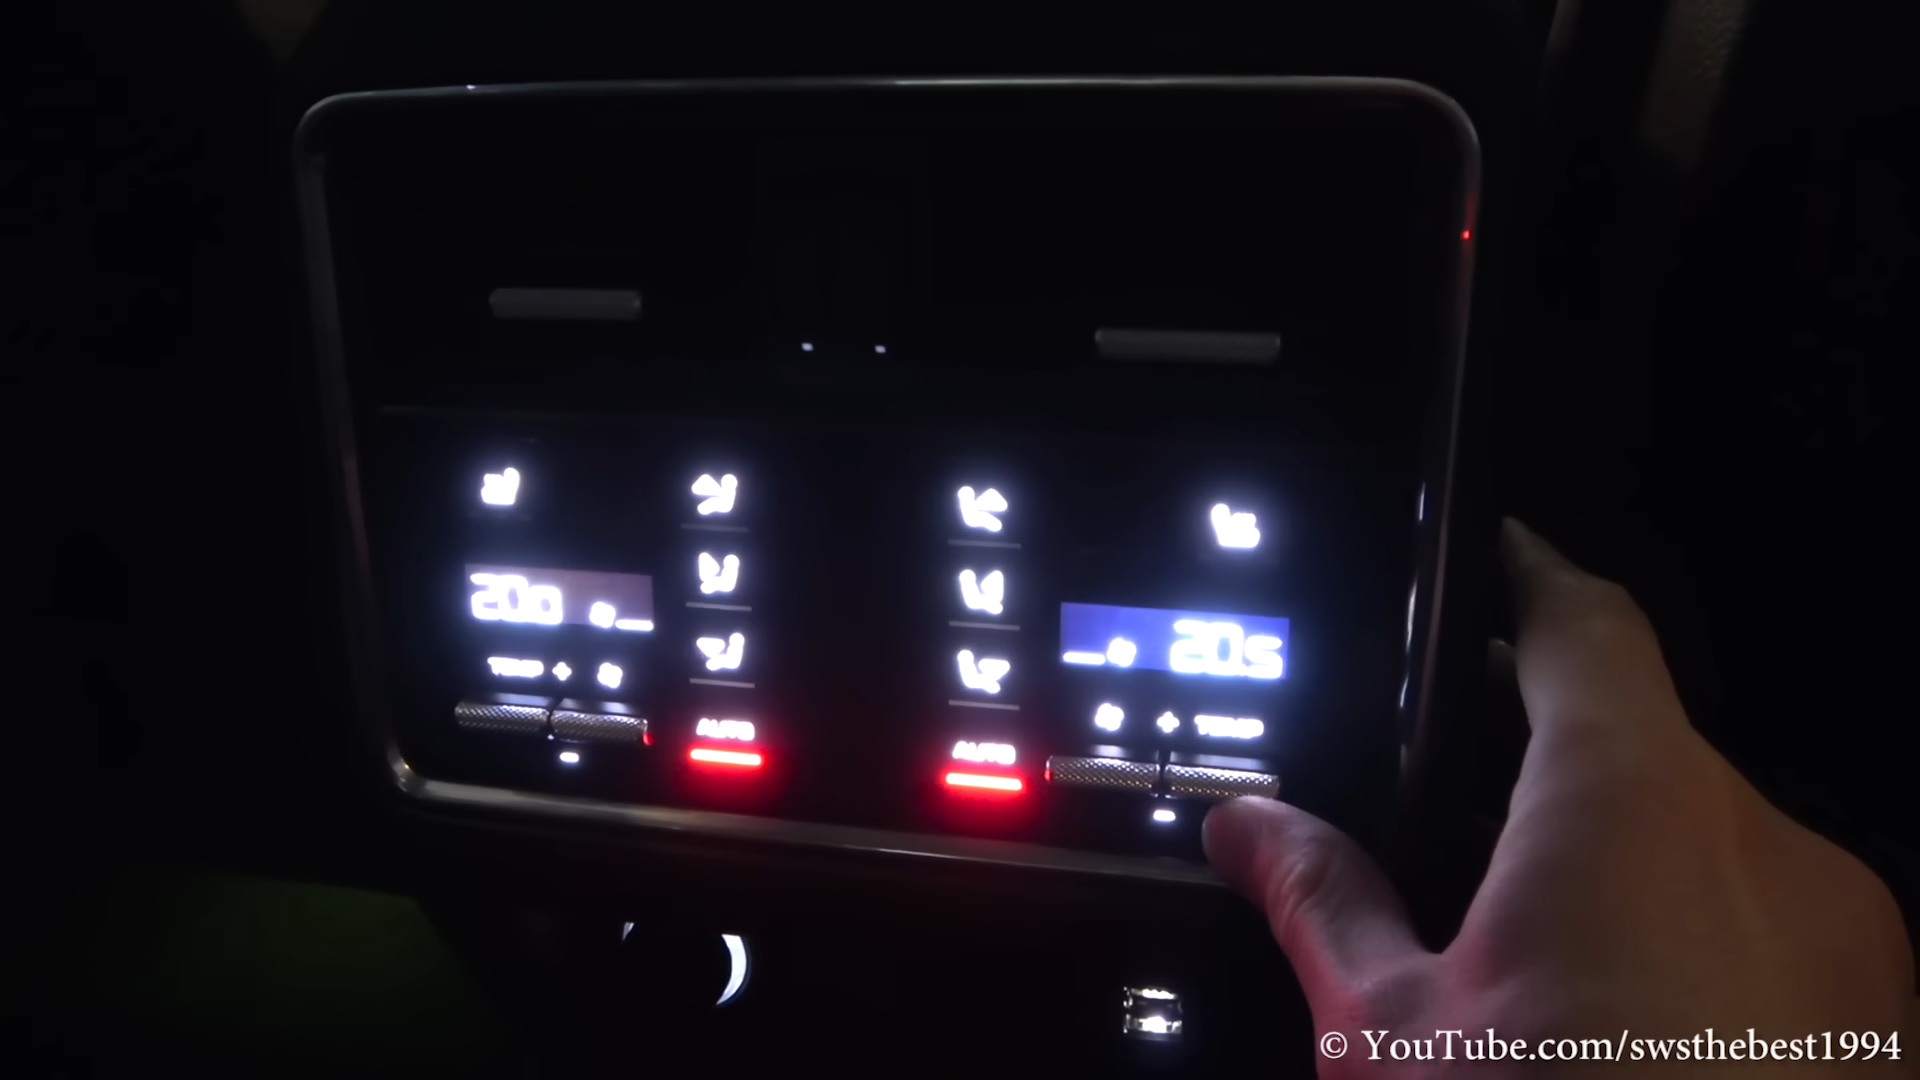 20.0
20.5
TEMP +
+ TEMP
AUTO
AUTO
© YouTube.com/swsthebest1994